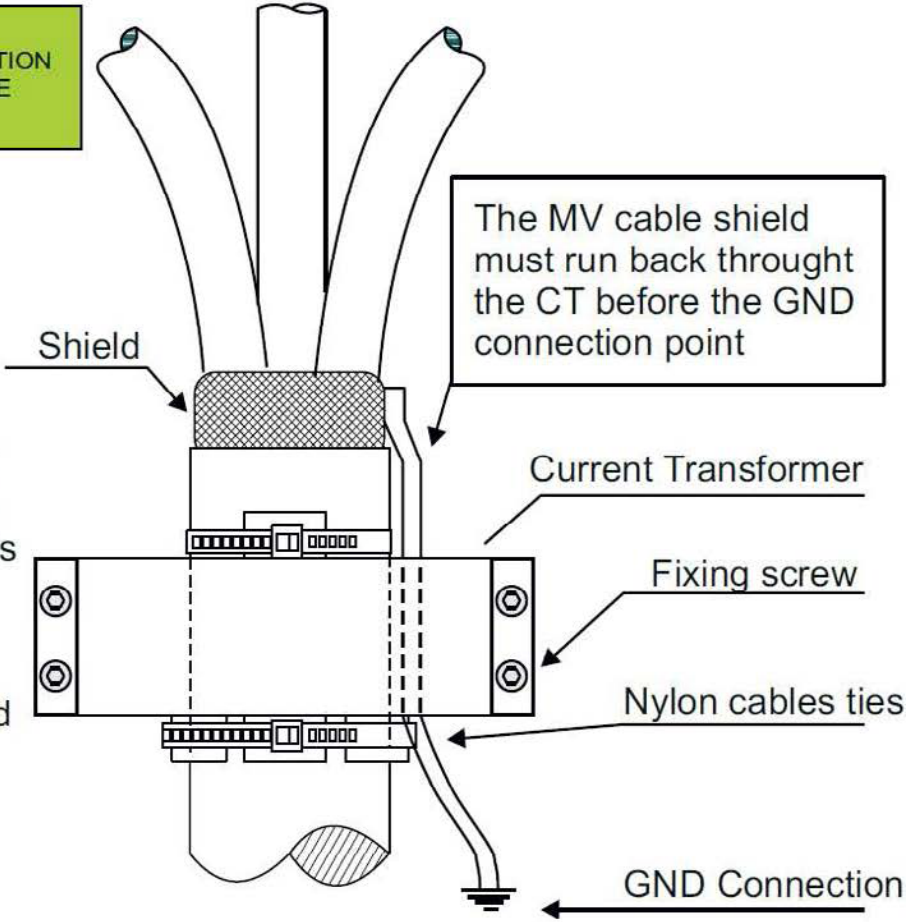 TION
E
The MV cable shield
must run back throught
the CT before the GND
connection point
Shield
Current Transformer
s
Fixing screw
d
Nylon cables ties
GND Connection